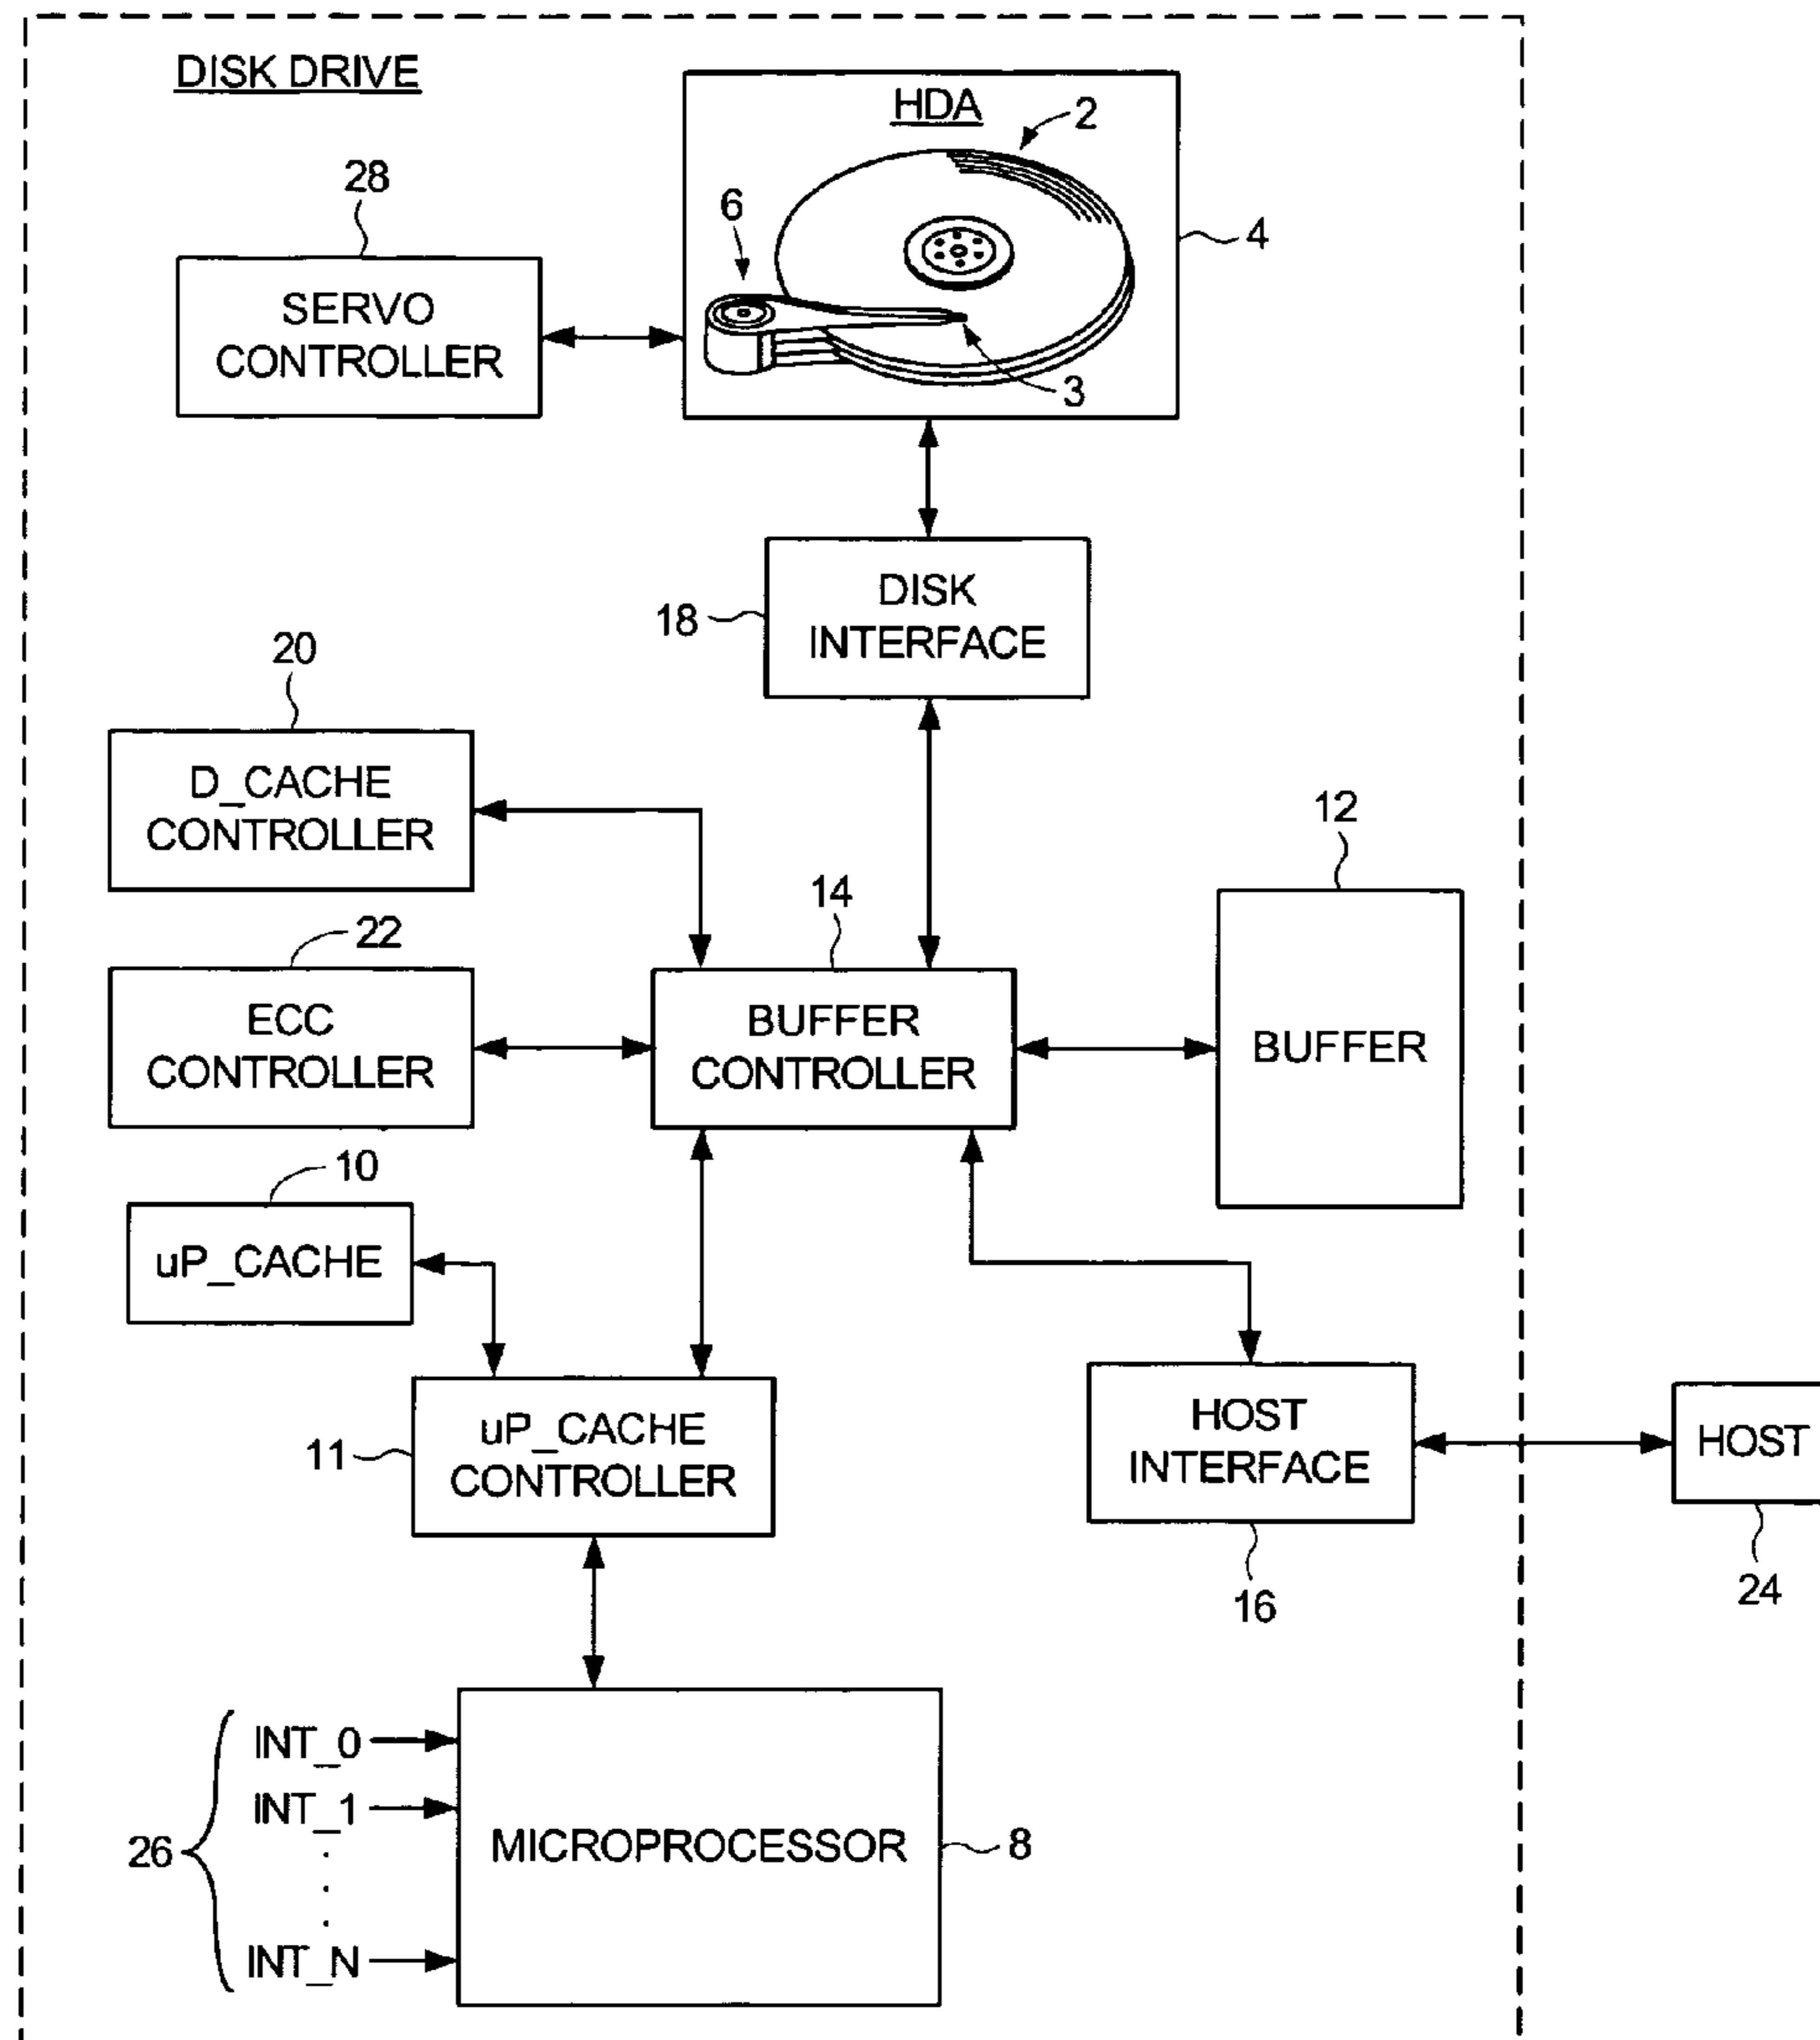 DISK DRIVE
HDA
2
28
6
4
SERVO
CONTROLLER
3
DISK
INTERFACE
18
20
D_CACHE
CONTROLLER
12
14
22
ECC
CONTROLLER
BUFFER
CONTROLLER
BUFFER
10
uP_CACHE
uP_CACHE
CONTROLLER
11
HOST
INTERFACE
HOST
16
24
INT_0
INT_1
26
MICROPROCESSOR
8
INT_N